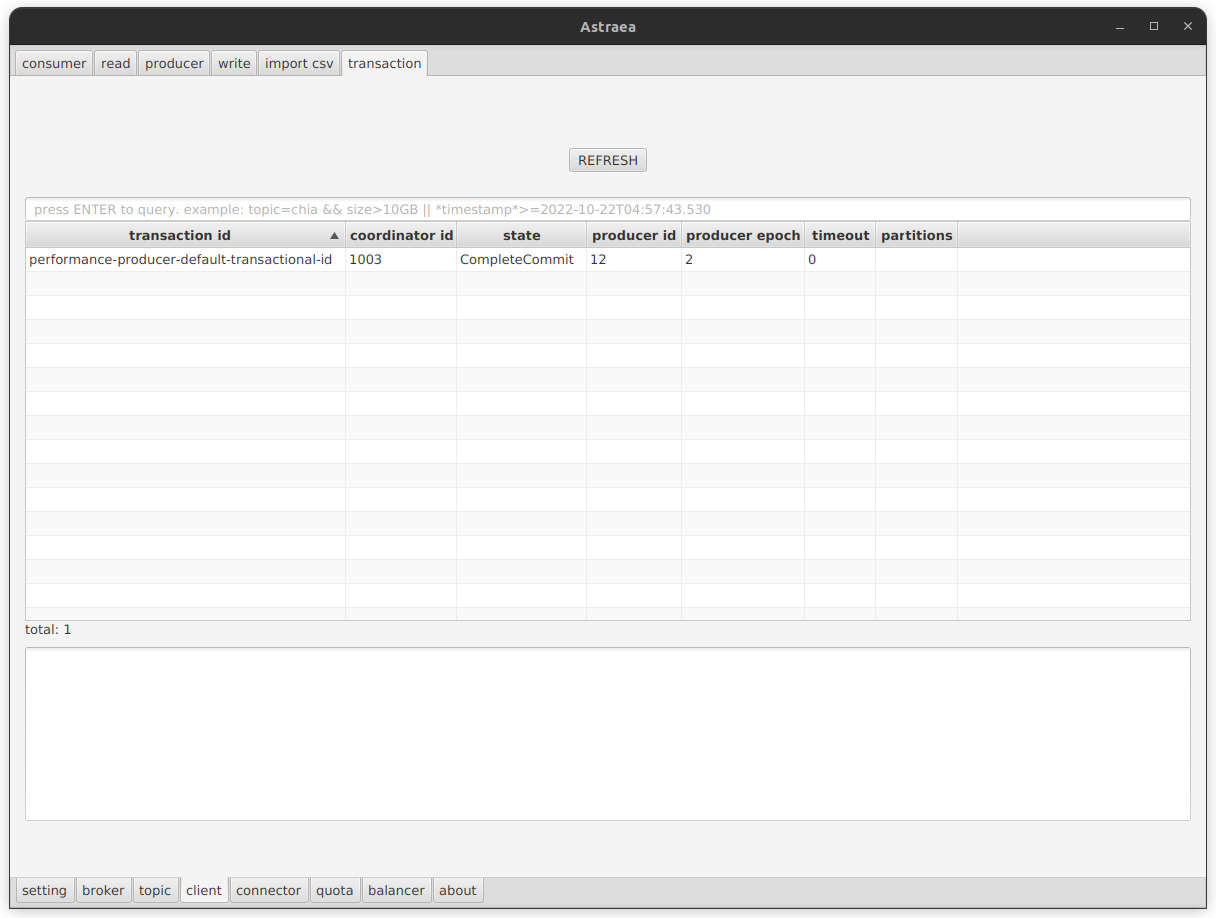 Astraea
consumer read producer write import csv transaction
REFRESH
press ENTER to query. example: topic=chia && size>10GB || *timestamp*>=2022-10-22T04:57:43.530
transaction id coordinator id state producer id producer epoch timeout partitions
performance-producer-default-transactional-id 1003 CompleteCommit 12 2 0
total: 1
setting broker topic client connector quota balancer about